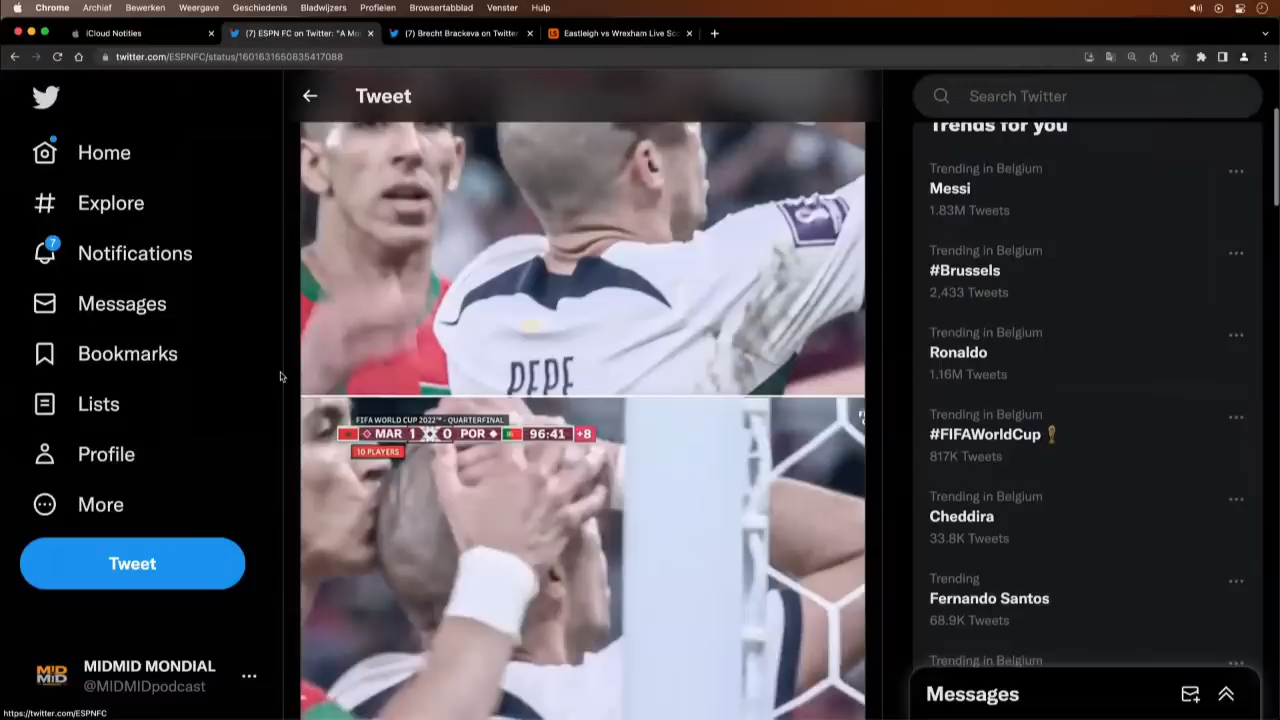 Chrome Archief Bewerken Weergave Geschiedenis Bladwijzers Profielen Browsertabblad Venster Help
iCloud Notities
(7) ESPN FC on Twitter: "A Mo
(7) Brecht Brackeva on Twitter
Eastleigh vs Wrexham Live Sc
twitter.com/ESPNFC/status/1601631650835417088
Home
Explore
7
Notifications
Messages
Bookmarks
Lists
Profile
More
Tweet
MIDMID MONDIAL
@MIDMIDpodcast
https://twitter.com/ESPNFC
Tweet
PEPE
FIFA WORLD CUP 2022™ - QUARTERFINAL
MAR 1 0 POR 96:41 +8
10 PLAYERS
Search Twitter
Trends for you
Trending in Belgium
Messi
1.83M Tweets
Trending in Belgium
#Brussels
2,433 Tweets
Trending in Belgium
Ronaldo
1.16M Tweets
Trending in Belgium
#FIFAWorldCup
817K Tweets
Trending in Belgium
Cheddira
33.8K Tweets
Trending
Fernando Santos
68.9K Tweets
Trending in Belgium
Messages